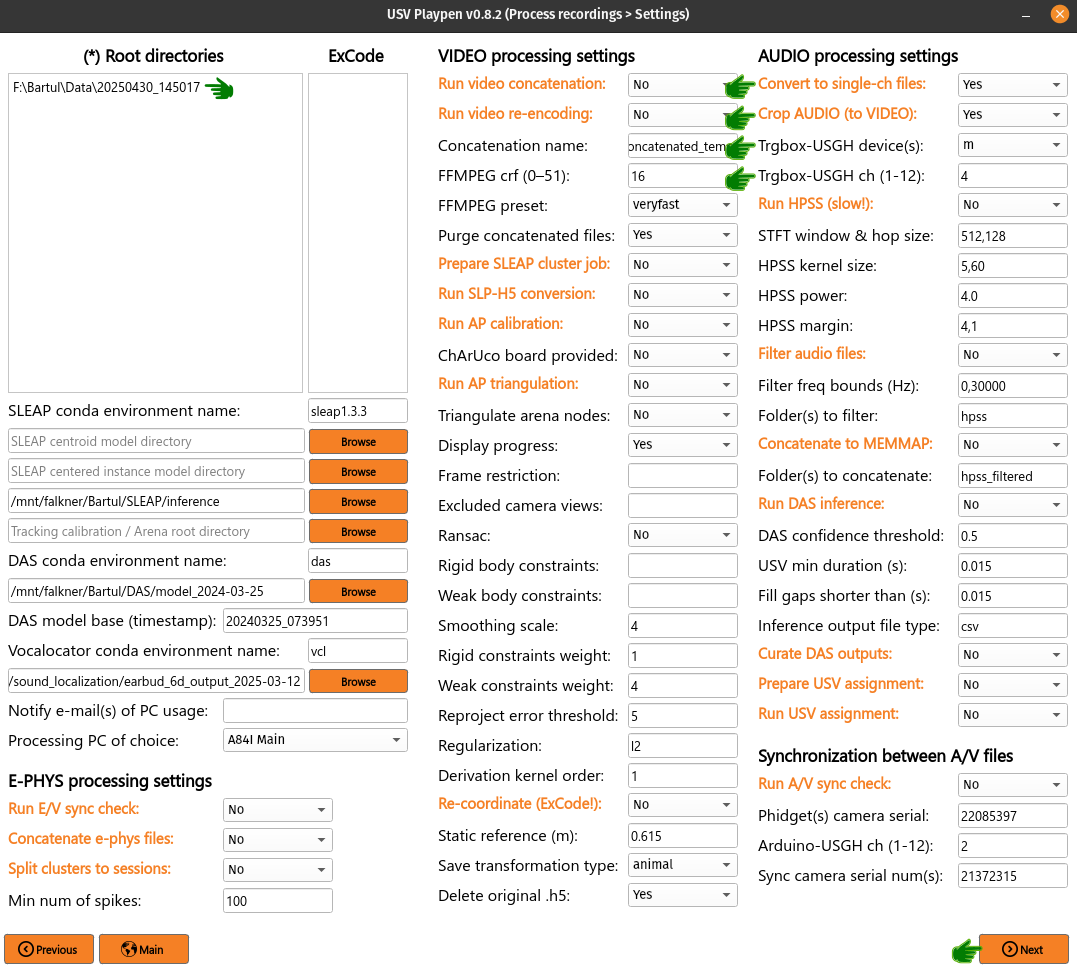 USV Playpen v0.8.2 (Process recordings > Settings)
(*) Root directories
ExCode
F:\Bartul\Data\20250430_145017
SLEAP conda environment name: sleap1.3.3
SLEAP centroid model directory Browse
SLEAP centered instance model directory Browse
/mnt/falkner/Bartul/SLEAP/inference Browse
Tracking calibration / Arena root directory Browse
DAS conda environment name: das
/mnt/falkner/Bartul/DAS/model_2024-03-25 Browse
DAS model base (timestamp): 20240325_073951
Vocalocator conda environment name: vcl
/sound_localization/earbud_6d_output_2025-03-12 Browse
Notify e-mail(s) of PC usage:
Processing PC of choice: A84I Main
E-PHYS processing settings
Run E/V sync check: No
Concatenate e-phys files: No
Split clusters to sessions: No
Min num of spikes: 100
VIDEO processing settings
Run video concatenation: No
Run video re-encoding: No
Concatenation name: oncatenated_tem
FFMPEG crf (0–51): 16
FFMPEG preset: veryfast
Purge concatenated files: Yes
Prepare SLEAP cluster job: No
Run SLP-H5 conversion: No
Run AP calibration: No
ChArUco board provided: No
Run AP triangulation: No
Triangulate arena nodes: No
Display progress: Yes
Frame restriction:
Excluded camera views:
Ransac: No
Rigid body constraints:
Weak body constraints:
Smoothing scale: 4
Rigid constraints weight: 1
Weak constraints weight: 4
Reproject error threshold: 5
Regularization: l2
Derivation kernel order: 1
Re-coordinate (ExCode!): No
Static reference (m): 0.615
Save transformation type: animal
Delete original .h5: Yes
AUDIO processing settings
Convert to single-ch files: Yes
Crop AUDIO (to VIDEO): Yes
Trgbox-USGH device(s): m
Trgbox-USGH ch (1-12): 4
Run HPSS (slow!): No
STFT window & hop size: 512,128
HPSS kernel size: 5,60
HPSS power: 4.0
HPSS margin: 4,1
Filter audio files: No
Filter freq bounds (Hz): 0,30000
Folder(s) to filter: hpss
Concatenate to MEMMAP: No
Folder(s) to concatenate: hpss_filtered
Run DAS inference: No
DAS confidence threshold: 0.5
USV min duration (s): 0.015
Fill gaps shorter than (s): 0.015
Inference output file type: csv
Curate DAS outputs: No
Prepare USV assignment: No
Run USV assignment: No
Synchronization between A/V files
Run A/V sync check: No
Phidget(s) camera serial: 22085397
Arduino-USGH ch (1-12): 2
Sync camera serial num(s): 21372315
Previous
Main
Next